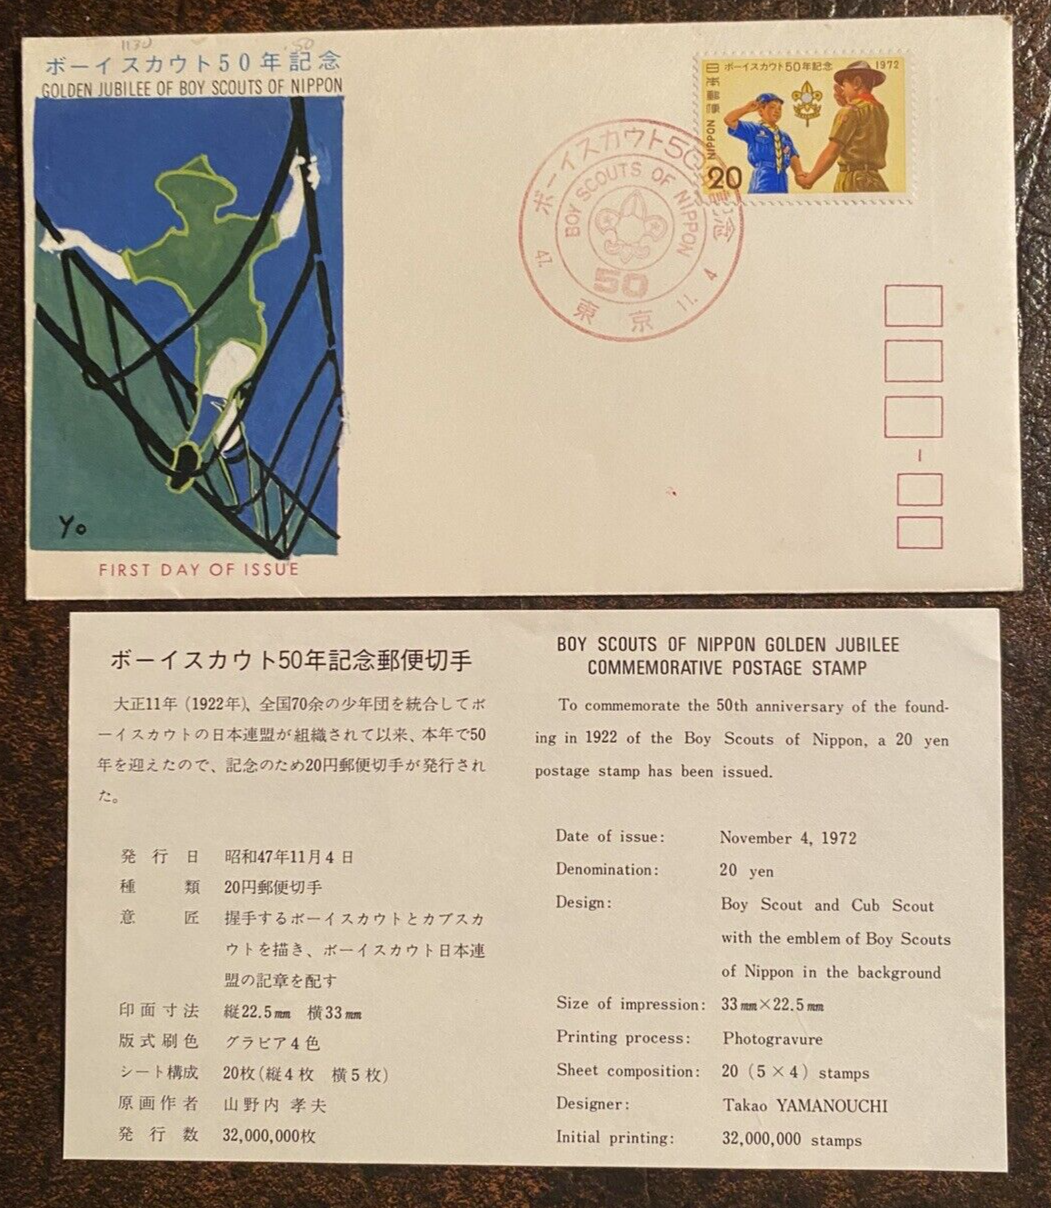 1130 .50
ボーイスカウト50年記念
GOLDEN JUBILEE OF BOY SCOUTS OF NIPPON
Yo
FIRST DAY OF ISSUE
ボーイスカウト50年記念
BOY SCOUTS OF NIPPON
50
47. 東京 11. 4
ボーイスカウト50年記念 1972
日本郵便
NIPPON
20
ボーイスカウト50年記念郵便切手
大正11年(1922年)、全国70余の少年団を統合してボ
ーイスカウトの日本連盟が組織されて以来、本年で50
年を迎えたので、記念のため20円郵便切手が発行され
た。
発行日 昭和47年11月4日
種類 20円郵便切手
意匠 握手するボーイスカウトとカブスカ
ウトを描き、ボーイスカウト日本連
盟の記章を配す
印面寸法 縦22.5㎜ 横33㎜
版式刷色 グラビア4色
シート構成 20枚(縦4枚 横5枚)
原画作者 山野内 孝夫
発行数 32,000,000枚
BOY SCOUTS OF NIPPON GOLDEN JUBILEE
COMMEMORATIVE POSTAGE STAMP
To commemorate the 50th anniversary of the found-
ing in 1922 of the Boy Scouts of Nippon, a 20 yen
postage stamp has been issued.
Date of issue: November 4, 1972
Denomination: 20 yen
Design: Boy Scout and Cub Scout
with the emblem of Boy Scouts
of Nippon in the background
Size of impression: 33㎜×22.5㎜
Printing process: Photogravure
Sheet composition: 20 (5×4) stamps
Designer: Takao YAMANOUCHI
Initial printing: 32,000,000 stamps